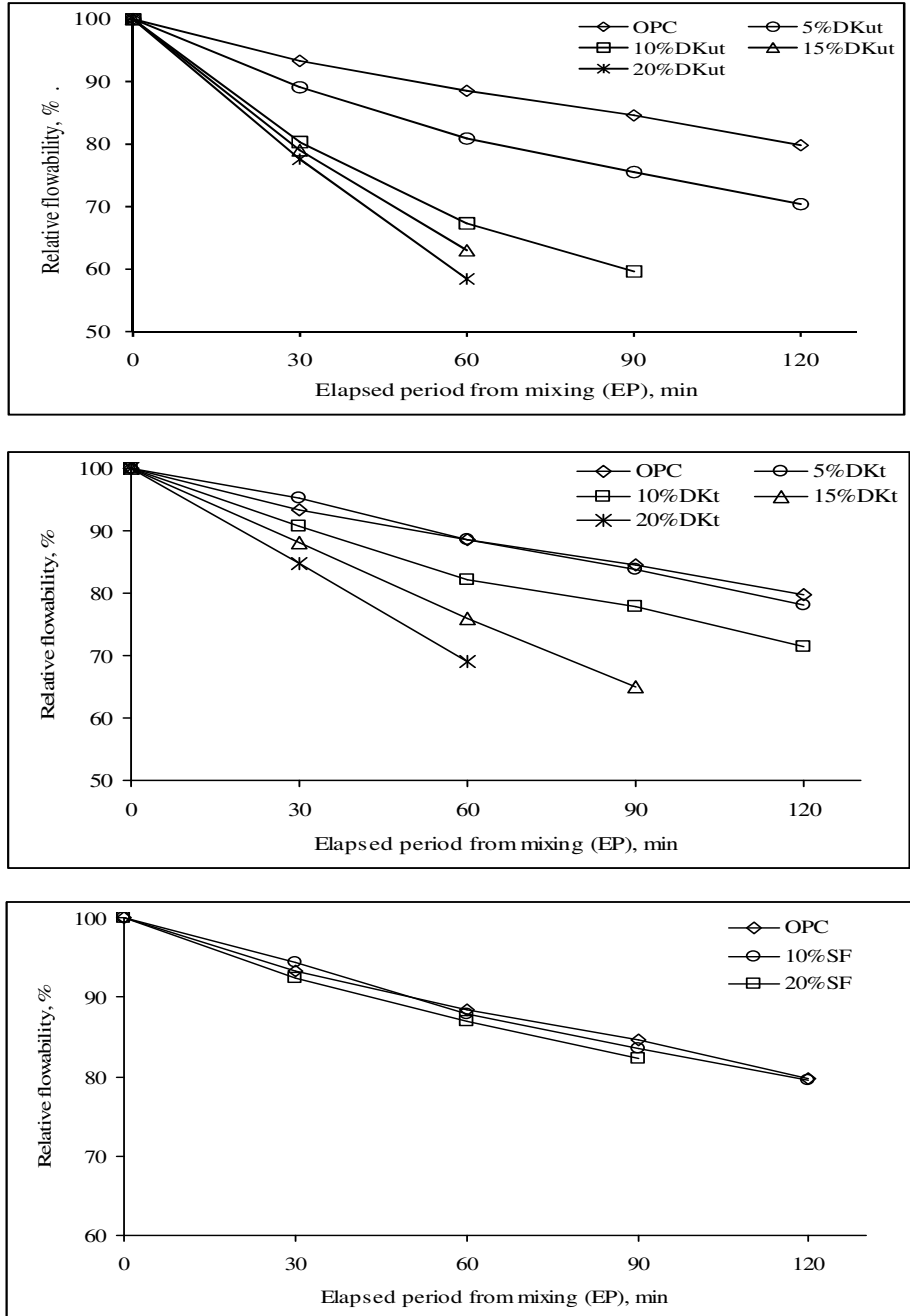 100
90
80
70
60
50
Relative flowability, % .
OPC 5%DKut
10%DKut 15%DKut
20%DKut
0 30 60 90 120
Elapsed period from mixing (EP), min
100
90
80
70
60
50
Relative flowability, %
OPC 5%DKt
10%DKt 15%DKt
20%DKt
0 30 60 90 120
Elapsed period from mixing (EP), min
100
90
80
70
60
Relative flowability, %
OPC
10%SF
20%SF
0 30 60 90 120
Elapsed period from mixing (EP), min